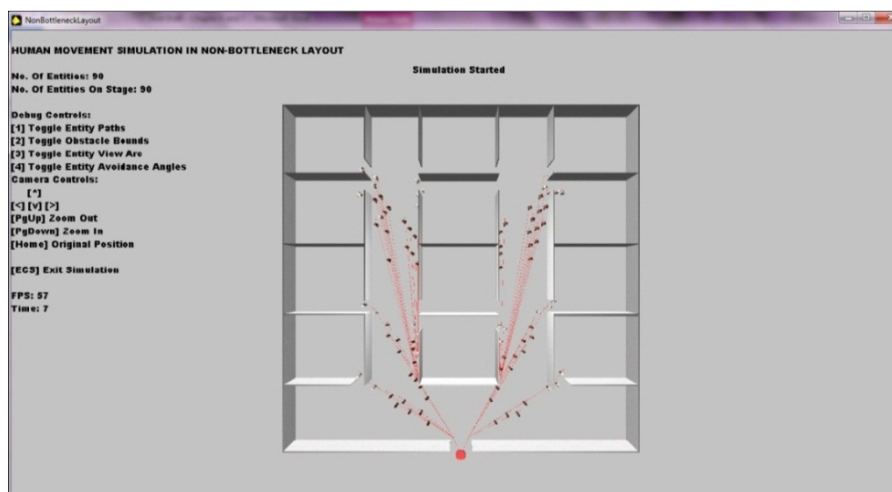 NonBottleneckLayout
HUMAN MOVEMENT SIMULATION IN NON-BOTTLENECK LAYOUT
Simulation Started
No. Of Entities: 90
No. Of Entities On Stage: 90
Debug Controls:
[1] Toggle Entity Paths
[2] Toggle Obstacle Bounds
[3] Toggle Entity View Arc
[4] Toggle Entity Avoidance Angles
Camera Controls:
[^]
[<] [v] [>]
[PgUp] Zoom Out
[PgDown] Zoom In
[Home] Original Position
[ECS] Exit Simulation
FPS: 57
Time: 7